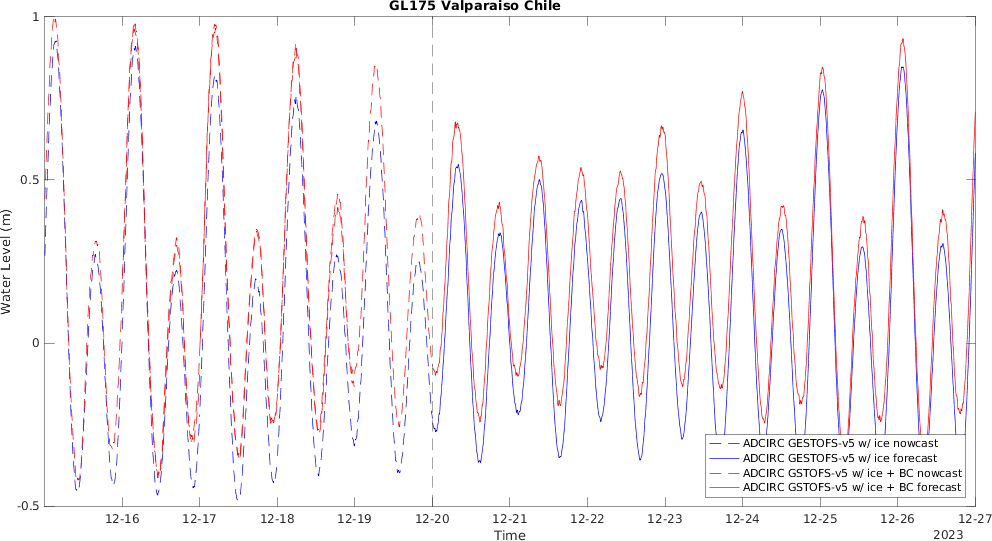 GL175 Valparaiso Chile
Water Level (m)
1
0.5
0
-0.5
ADCIRC GESTOFS-v5 w/ ice nowcast
ADCIRC GESTOFS-v5 w/ ice forecast
ADCIRC GSTOFS-v5 w/ ice + BC nowcast
ADCIRC GSTOFS-v5 w/ ice + BC forecast
12-16 12-17 12-18 12-19 12-20 12-21 12-22 12-23 12-24 12-25 12-26 12-27
Time
2023